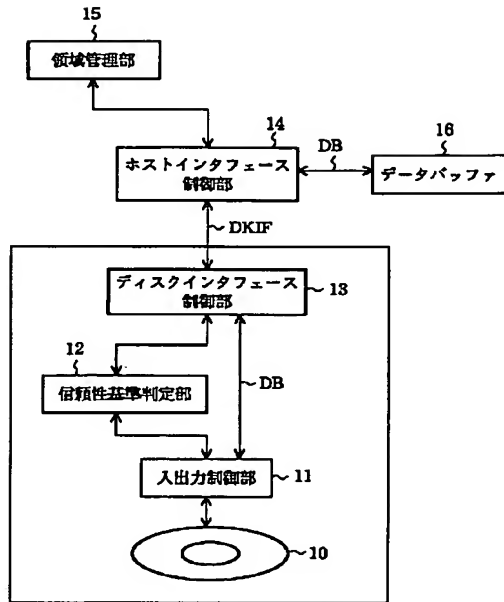 15
領域管理部
14
ホストインタフェース
制御部
DB
16
データバッファ
DKIF
ディスクインタフェース
制御部
13
12
信頼性基準判定部
DB
入出力制御部
11
10